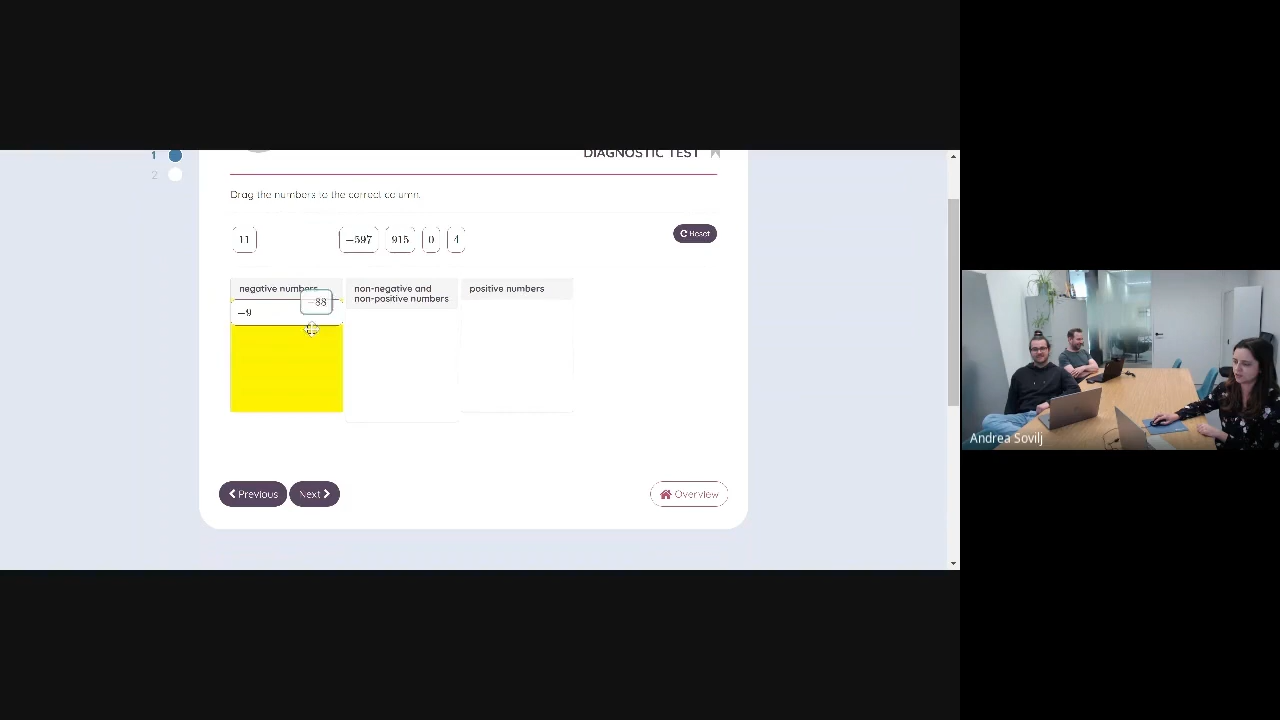 1
DIAGNOSTIC TEST
2
Drag the numbers to the correct column.
11
−597
915
0
4
Reset
negative numbers
non-negative and
non-positive numbers
positive numbers
−88
−9
Previous
Next
Overview
Andrea Sovilj